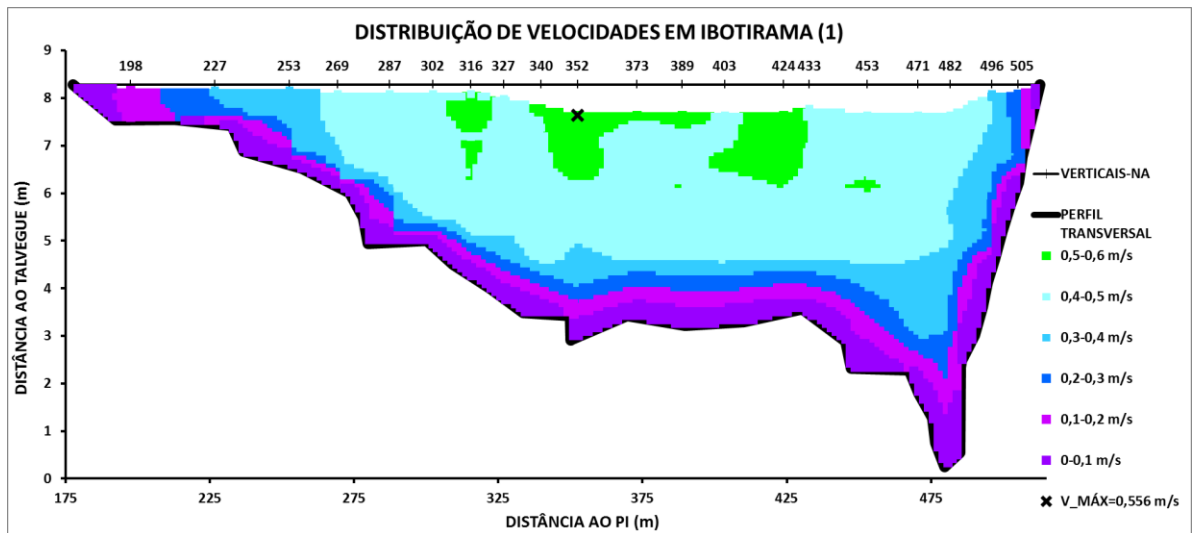 DISTRIBUIÇÃO DE VELOCIDADES EM IBOTIRAMA (1)
198 227 253 269 287 302 316 327 340 352 373 389 403 424 433 453 471 482 496 505
9
8
7
6
5
4
3
2
1
0
DISTÂNCIA AO TALVEGUE (m)
175 225 275 325 375 425 475
DISTÂNCIA AO PI (m)
VERTICAIS-NA
PERFIL
TRANSVERSAL
0,5-0,6 m/s
0,4-0,5 m/s
0,3-0,4 m/s
0,2-0,3 m/s
0,1-0,2 m/s
0-0,1 m/s
V_MÁX=0,556 m/s